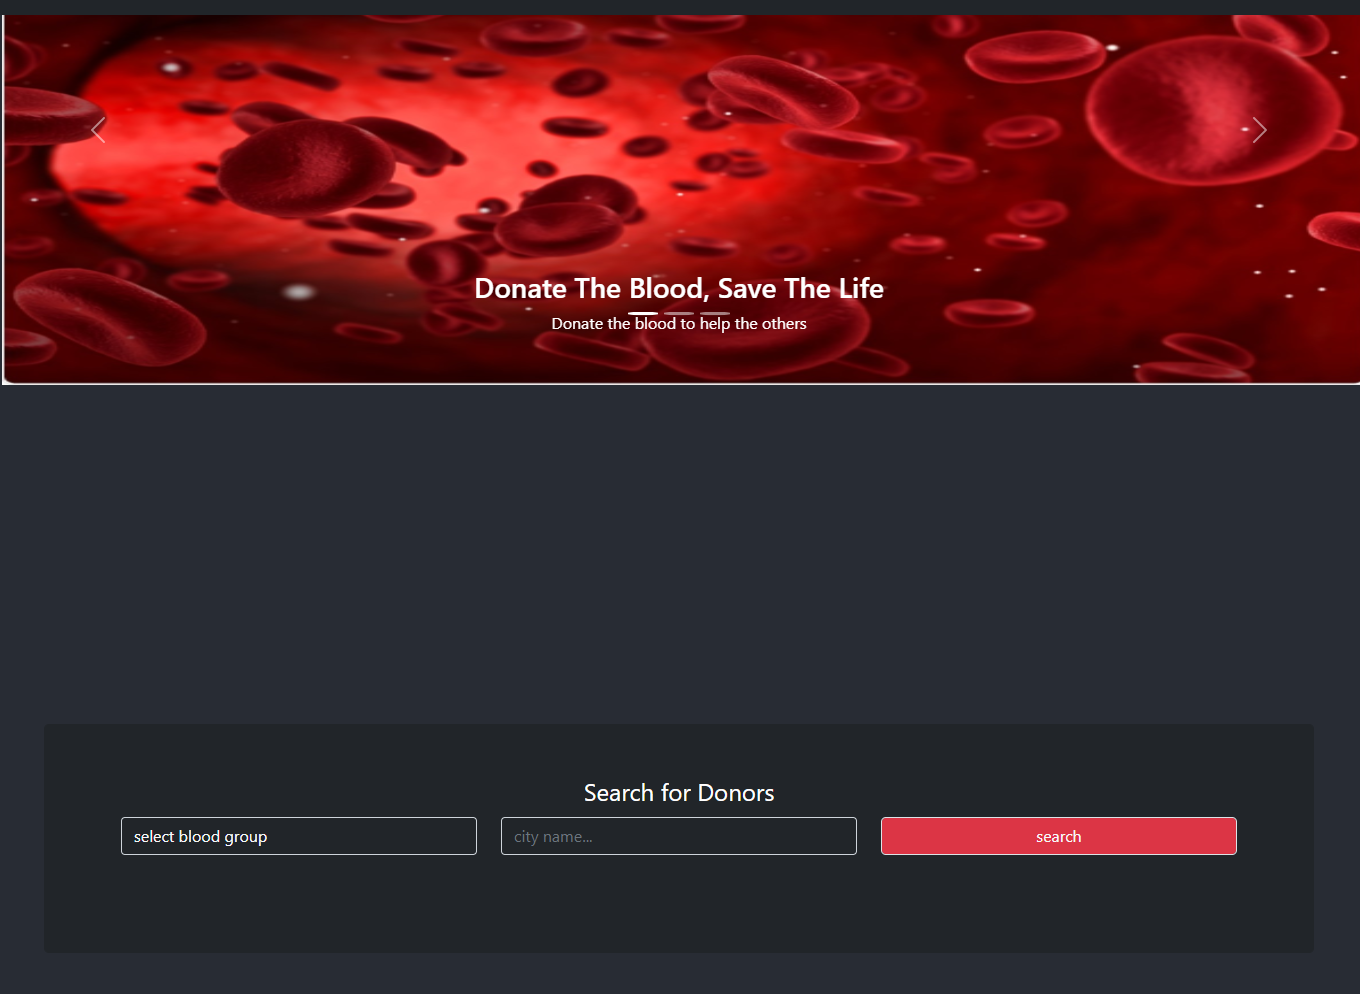 Donate The Blood, Save The Life
Donate the blood to help the others
Search for Donors
select blood group
city name...
search